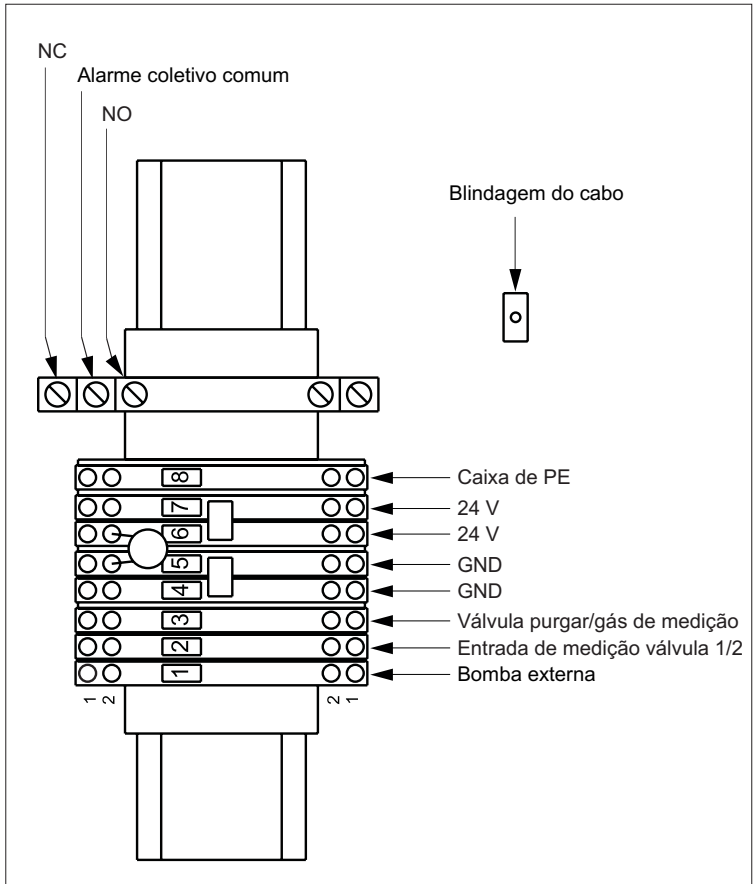 NC
Alarme coletivo comum
NO
Blindagem do cabo
8 Caixa de PE
7 24 V
6 24 V
5 GND
4 GND
3 Válvula purgar/gás de medição
2 Entrada de medição válvula 1/2
1 Bomba externa
1 2 2 1